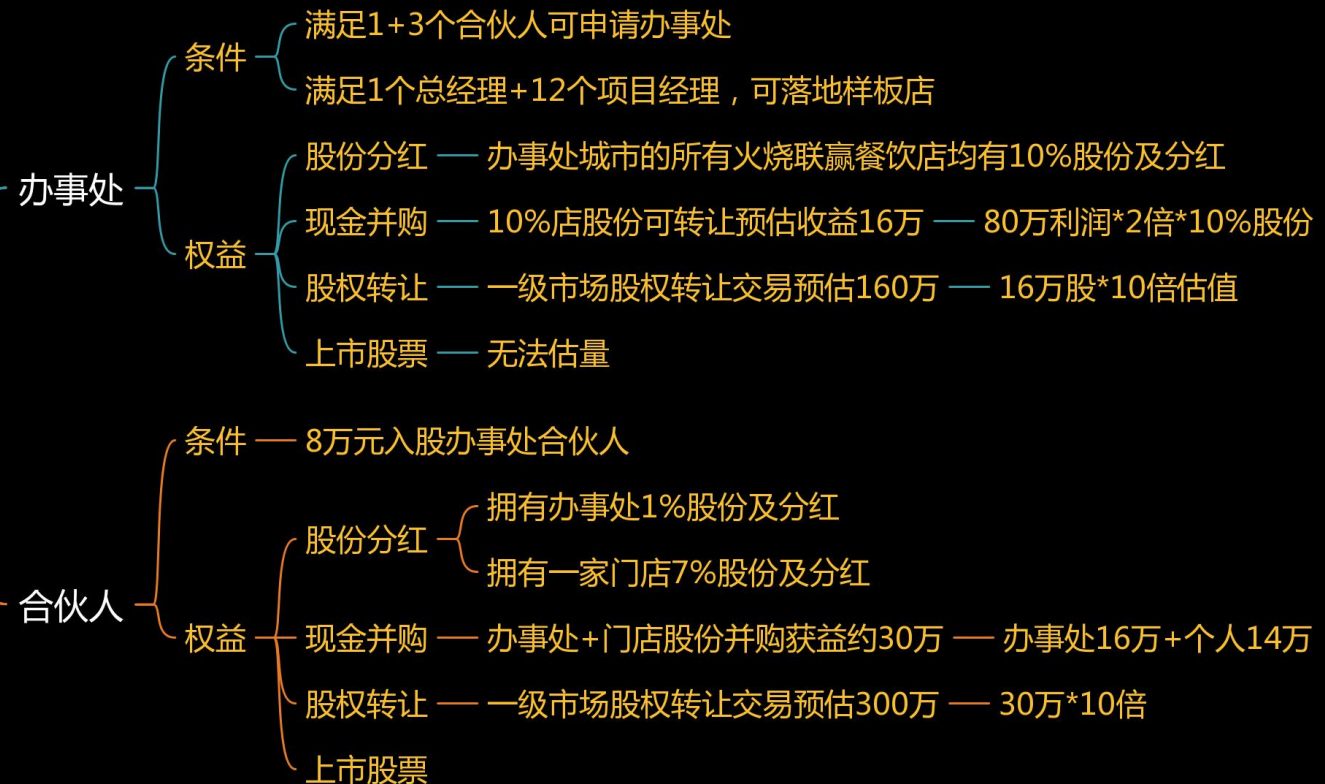 办事处
条件
满足1+3个合伙人可申请办事处
满足1个总经理+12个项目经理，可落地样板店
权益
股份分红
办事处城市的所有火烧联赢餐饮店均有10%股份及分红
现金并购
10%店股份可转让预估收益16万
80万利润*2倍*10%股份
股权转让
一级市场股权转让交易预估160万
16万股*10倍估值
上市股票
无法估量
合伙人
条件
8万元入股办事处合伙人
权益
股份分红
拥有办事处1%股份及分红
拥有一家门店7%股份及分红
现金并购
办事处+门店股份并购获益约30万
办事处16万+个人14万
股权转让
一级市场股权转让交易预估300万
30万*10倍
上市股票